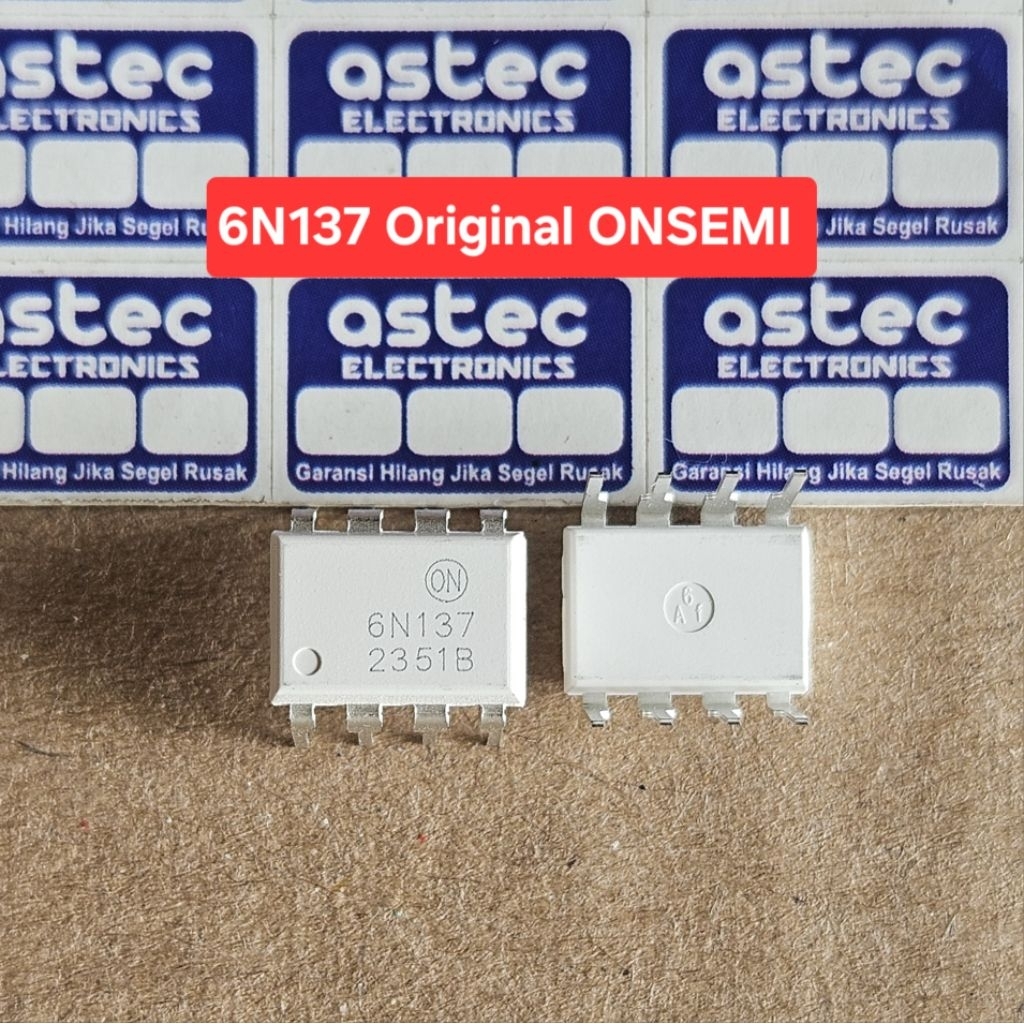 astec
astec
astec
ELECTRONICS
ELECTRONICS
ELECTRONICS
6N137 Original ONSEMI
Hilang Jika Segel Ru
Jika Segel Rusak
astec
astec
astec
ELECTRONICS
ELECTRONICS
ELECTRONICS
Hilang Jika Segel Rusak
Garansi Hilang Jika Segel Rusak
Garansi Hilang Jika Segel Rusak
ON
6N137
2351B
6
A f